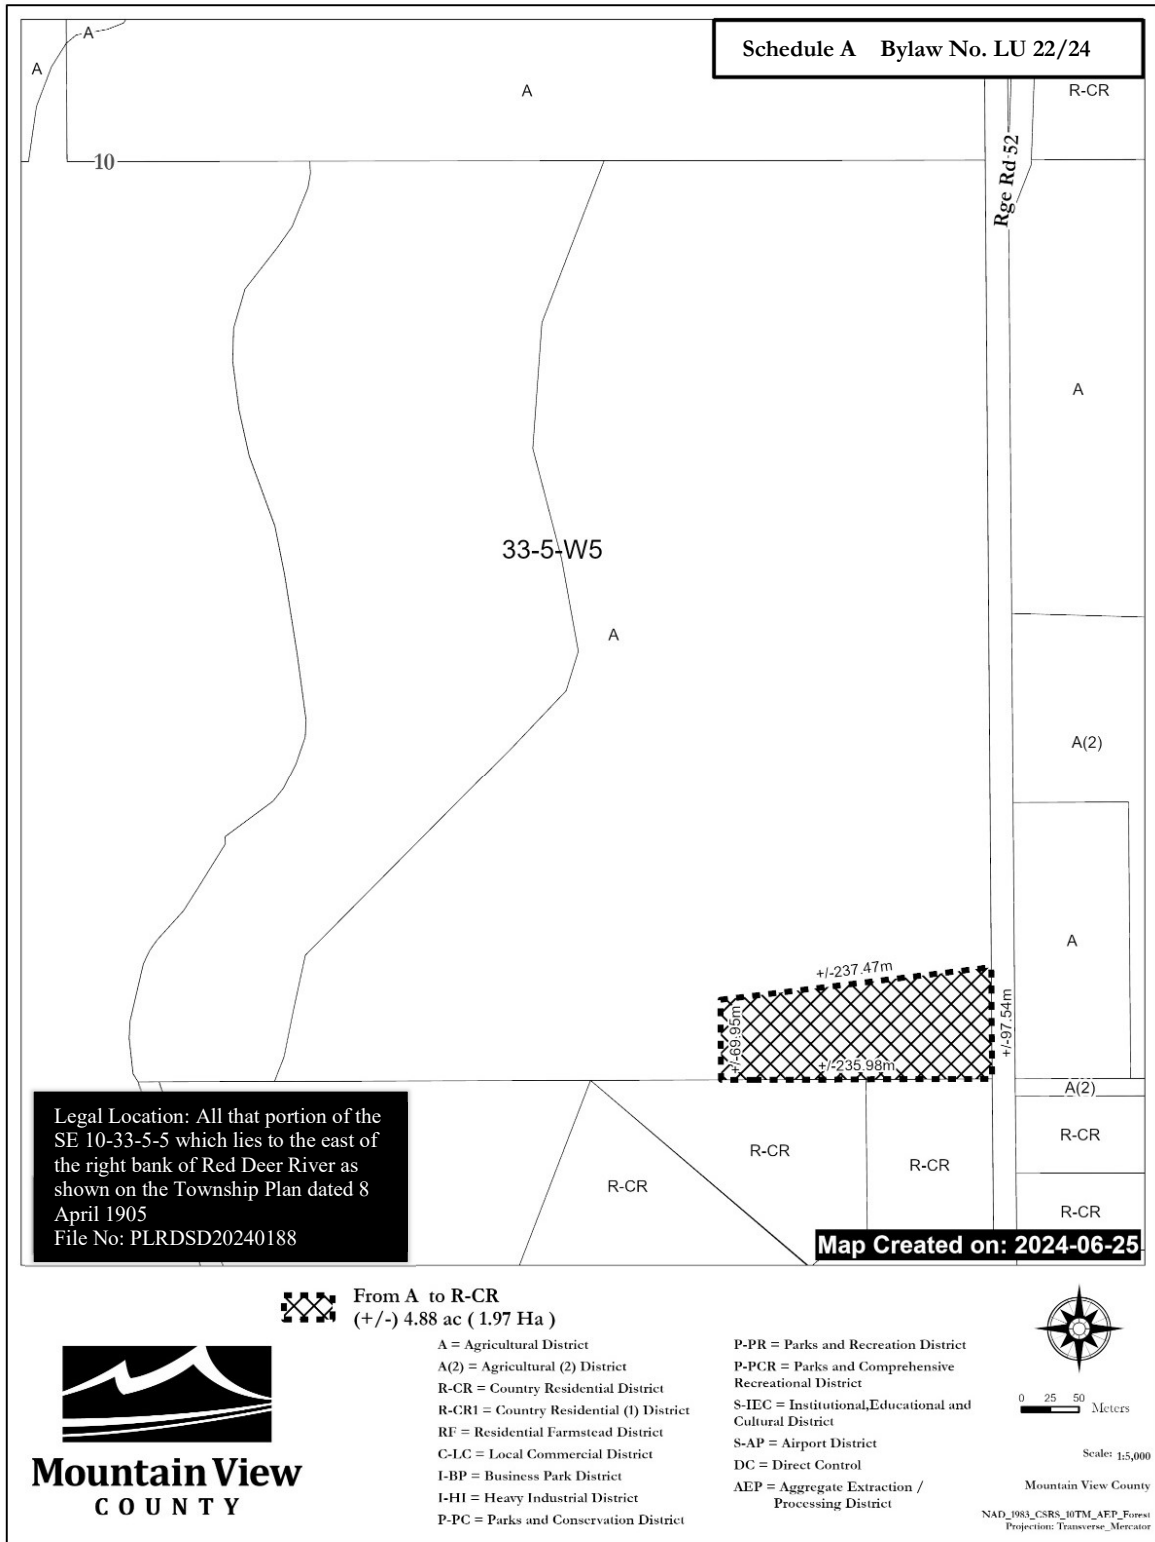 Schedule A Bylaw No. LU 22/24
A
A
A
R-CR
10
Rge Rd 52
A
33-5-W5
A
A(2)
A
+/-237.47m
+/-69.95m
+/-97.54m
+/-235.98m
A(2)
R-CR
R-CR
R-CR
R-CR
R-CR
Legal Location: All that portion of the
SE 10-33-5-5 which lies to the east of
the right bank of Red Deer River as
shown on the Township Plan dated 8
April 1905
File No: PLRDSD20240188
Map Created on: 2024-06-25
From A to R-CR
(+/-) 4.88 ac ( 1.97 Ha )
A = Agricultural District
A(2) = Agricultural (2) District
R-CR = Country Residential District
R-CR1 = Country Residential (1) District
RF = Residential Farmstead District
C-LC = Local Commercial District
I-BP = Business Park District
I-HI = Heavy Industrial District
P-PC = Parks and Conservation District
P-PR = Parks and Recreation District
P-PCR = Parks and Comprehensive
Recreational District
S-IEC = Institutional,Educational and
Cultural District
S-AP = Airport District
DC = Direct Control
AEP = Aggregate Extraction /
Processing District
0 25 50 Meters
Scale: 1:5,000
Mountain View County
NAD_1983_CSRS_10TM_AEP_Forest
Projection: Transverse_Mercator
Mountain View
COUNTY